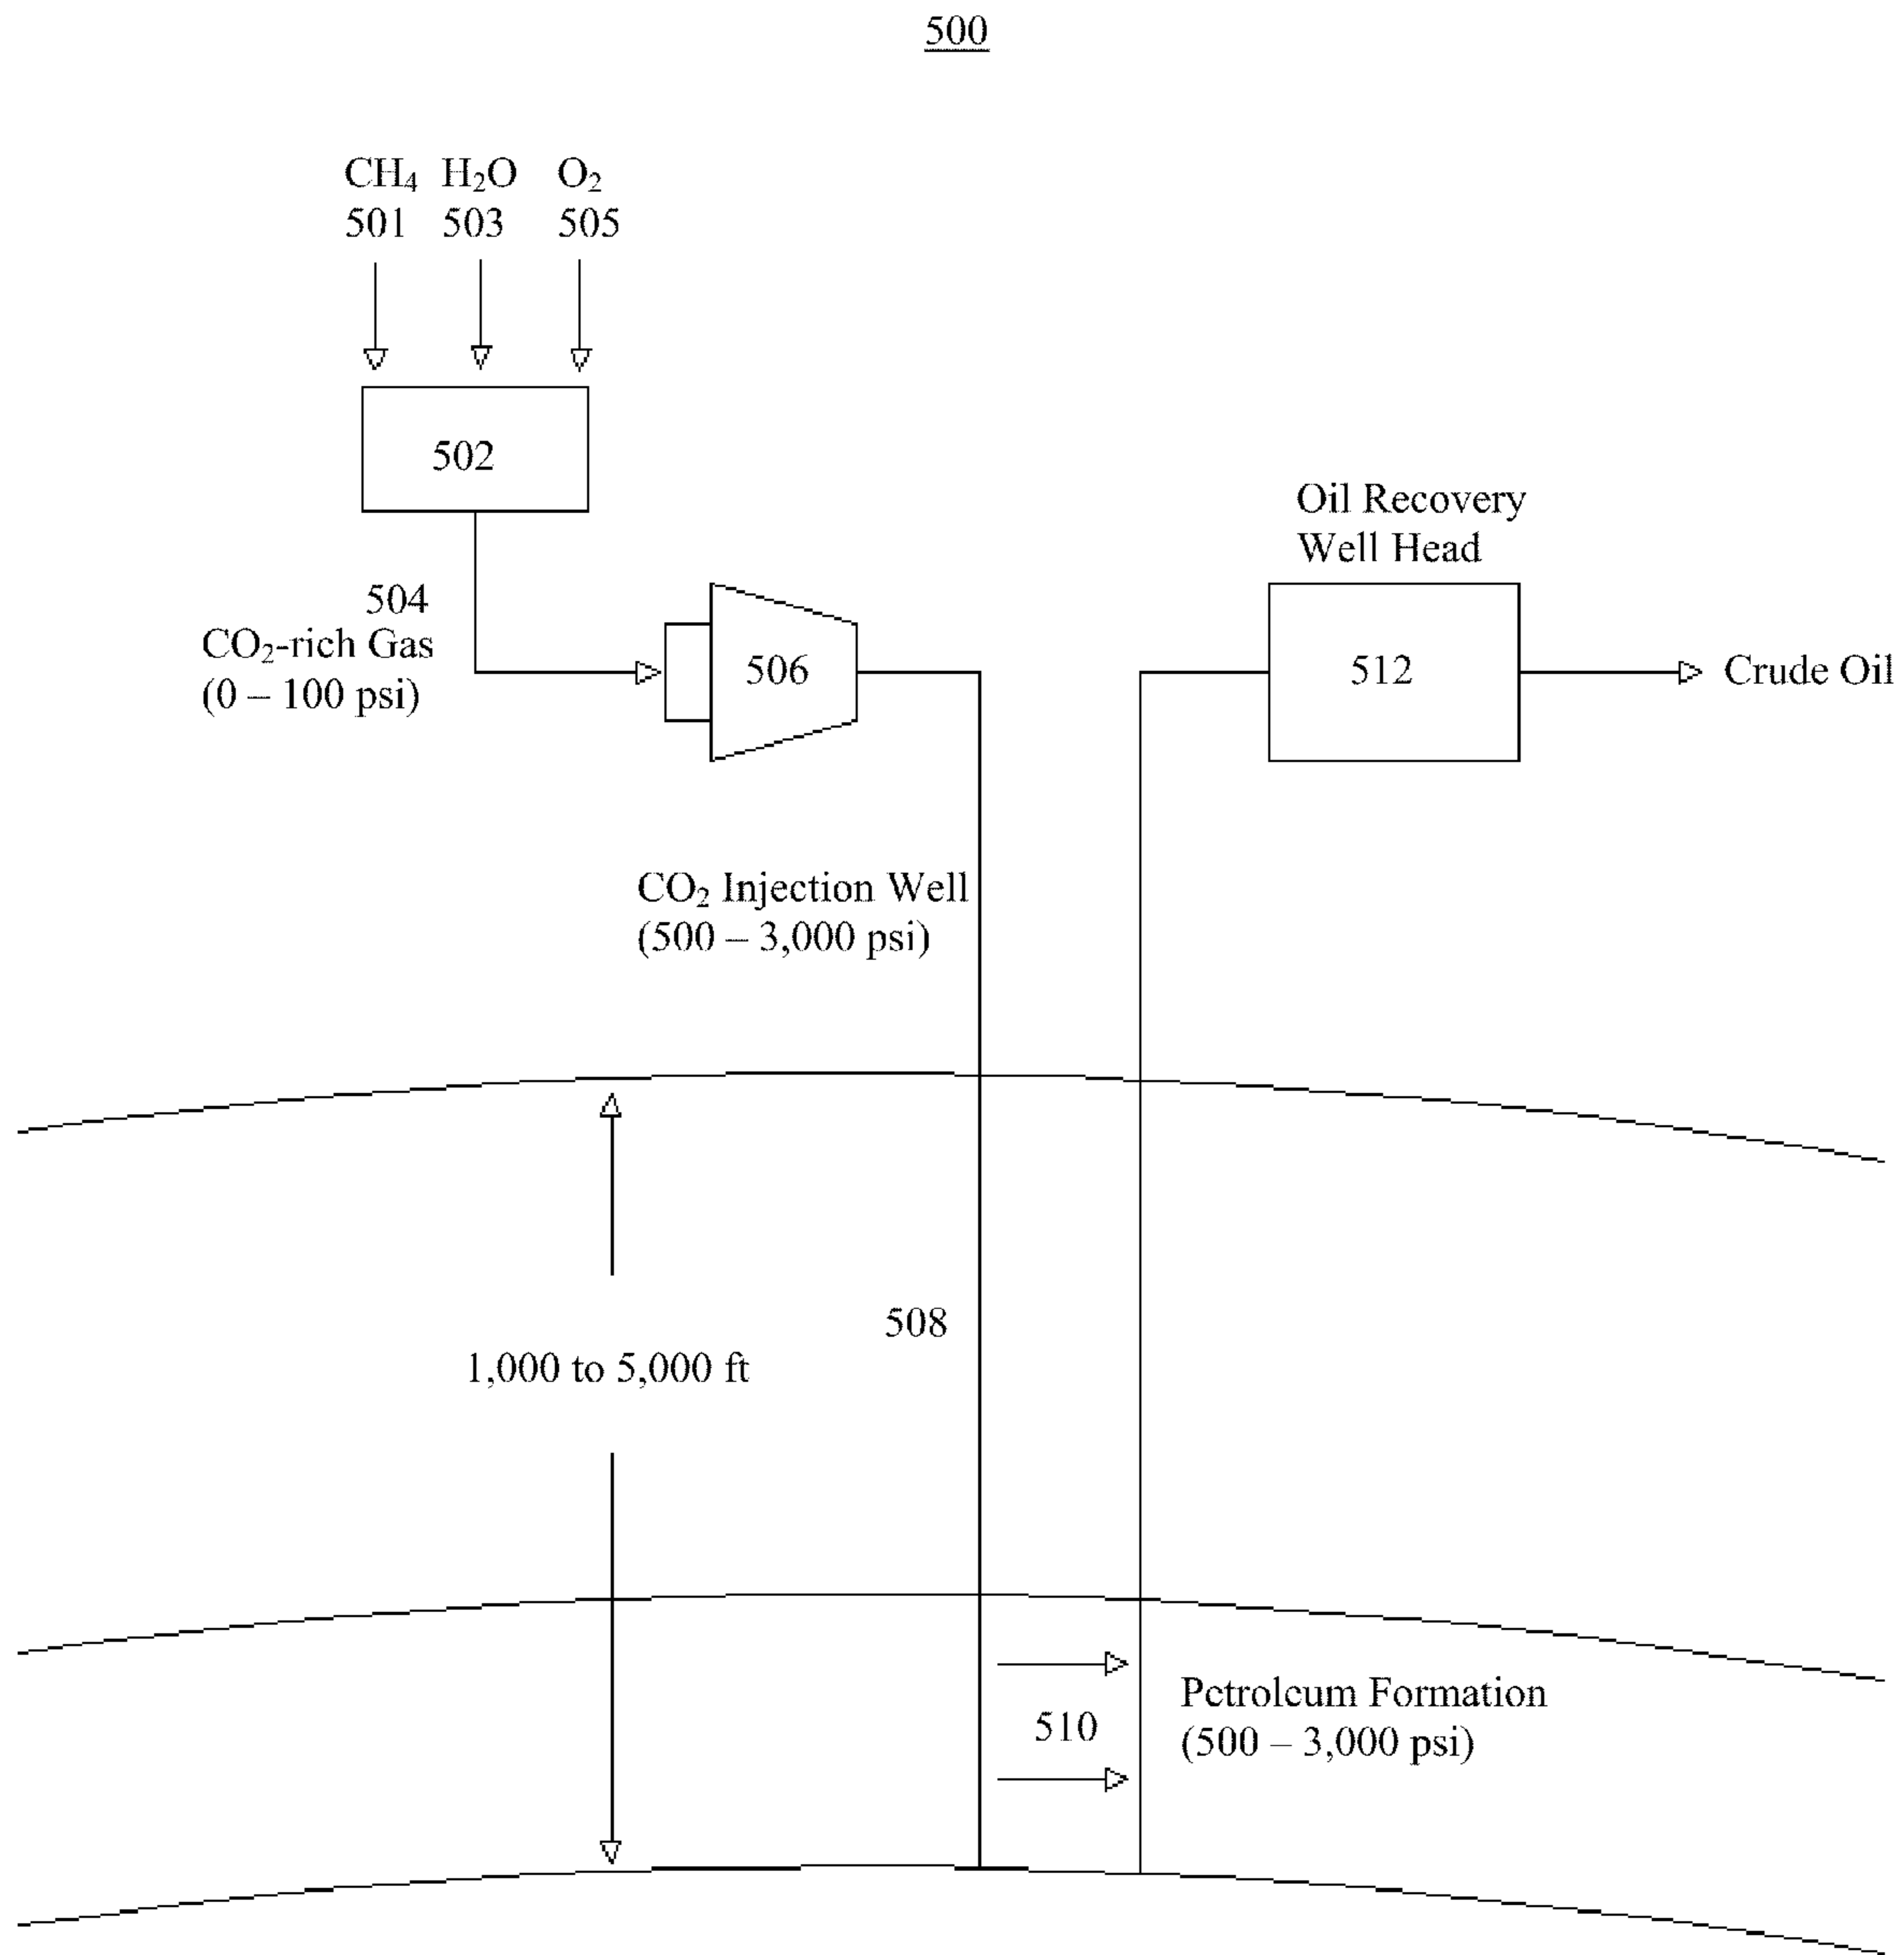 500
CH₄ H₂O O₂
501 503 505
502
504
CO₂-rich Gas
(0 – 100 psi)
506
Oil Recovery
Well Head
512
Crude Oil
CO₂ Injection Well
(500 – 3,000 psi)
508
1,000 to 5,000 ft
510
Petroleum Formation
(500 – 3,000 psi)